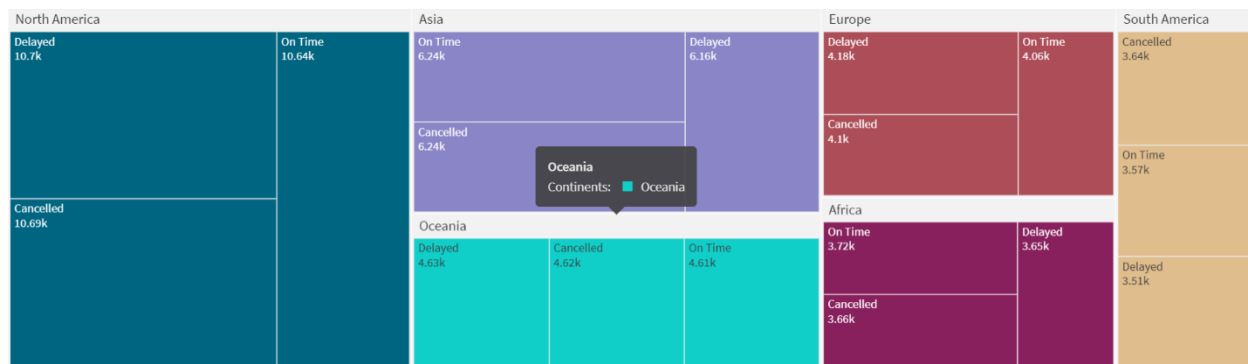 North America
Delayed
10.7k
On Time
10.64k
Cancelled
10.69k
Asia
On Time
6.24k
Delayed
6.16k
Cancelled
6.24k
Oceania
Continents: Oceania
Oceania
Delayed
4.63k
Cancelled
4.62k
On Time
4.61k
Europe
Delayed
4.18k
On Time
4.06k
Cancelled
4.1k
Africa
On Time
3.72k
Delayed
3.65k
Cancelled
3.66k
South America
Cancelled
3.64k
On Time
3.57k
Delayed
3.51k